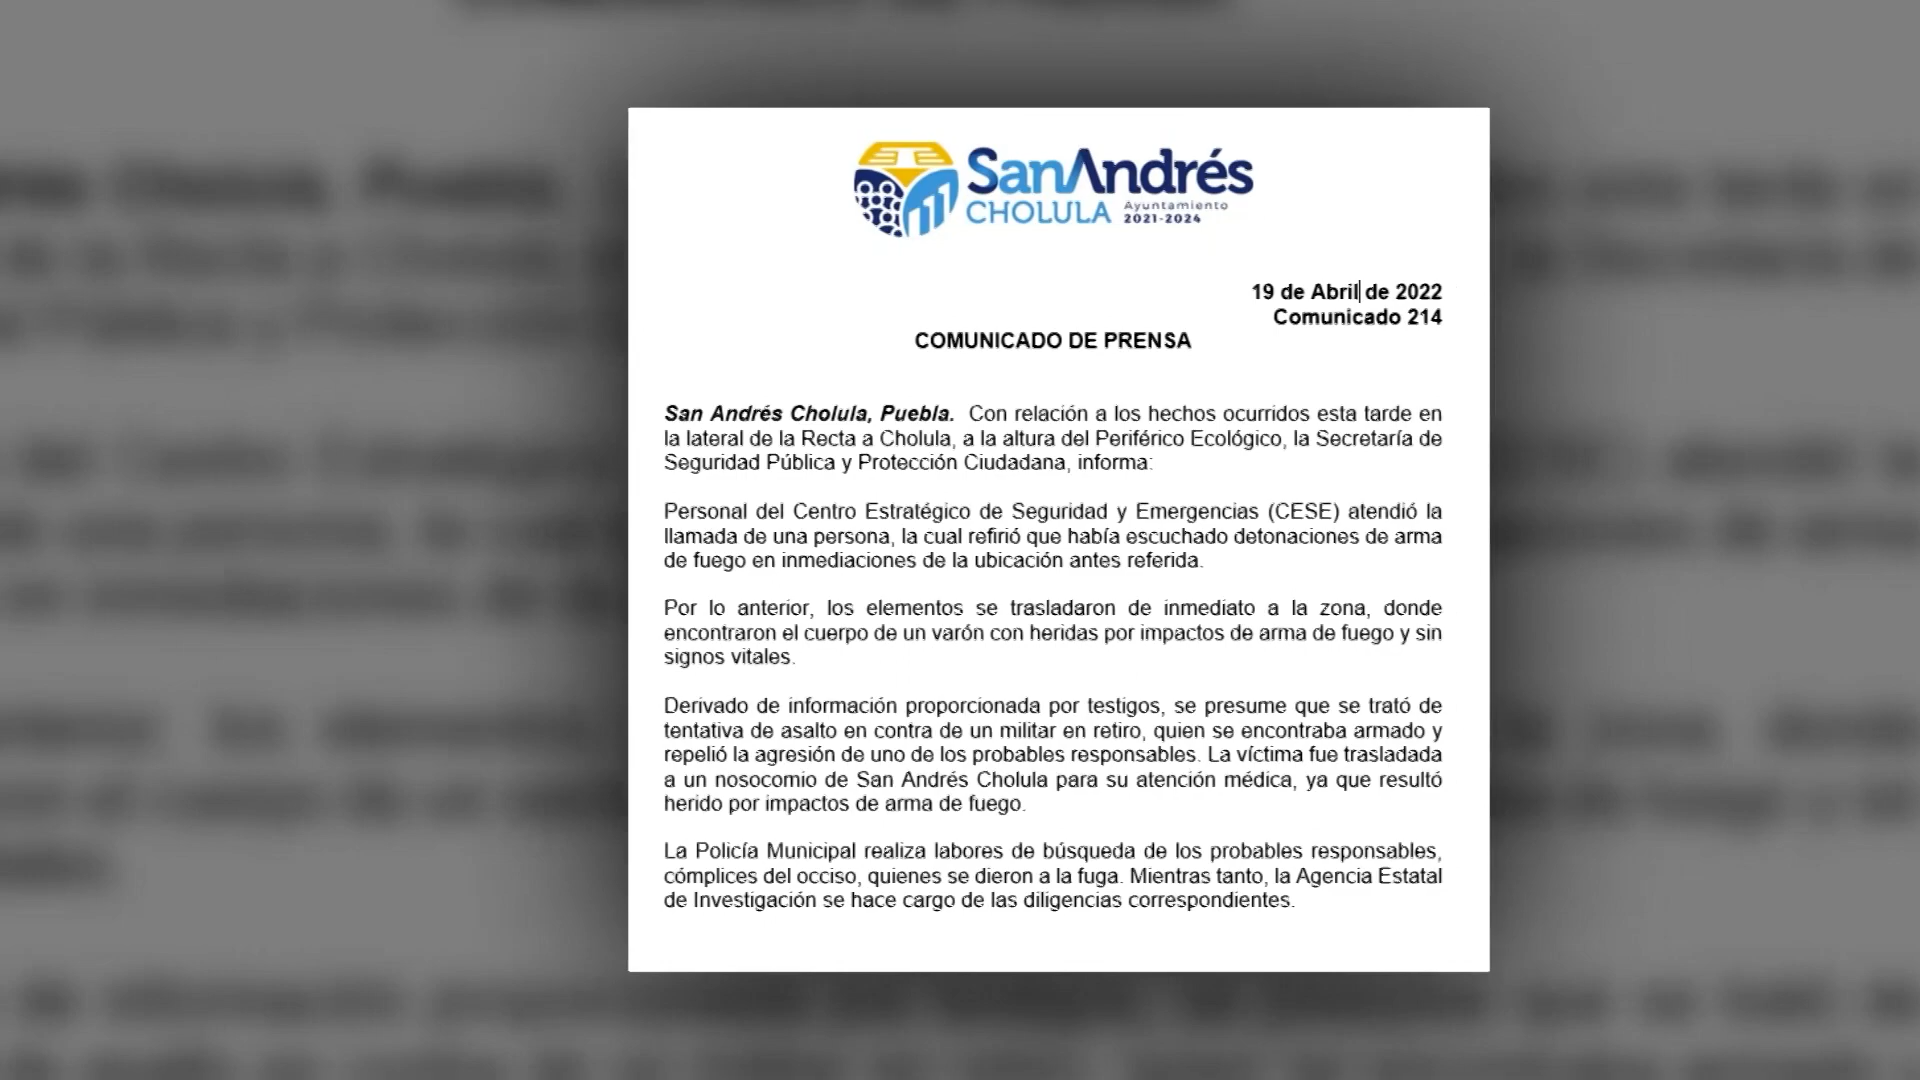 SanAndrés
CHOLULA Ayuntamiento
2021-2024
19 de Abril de 2022
Comunicado 214
COMUNICADO DE PRENSA
San Andrés Cholula, Puebla. Con relación a los hechos ocurridos esta tarde en
la lateral de la Recta a Cholula, a la altura del Periférico Ecológico, la Secretaría de
Seguridad Pública y Protección Ciudadana, informa:
Personal del Centro Estratégico de Seguridad y Emergencias (CESE) atendió la
llamada de una persona, la cual refirió que había escuchado detonaciones de arma
de fuego en inmediaciones de la ubicación antes referida.
Por lo anterior, los elementos se trasladaron de inmediato a la zona, donde
encontraron el cuerpo de un varón con heridas por impactos de arma de fuego y sin
signos vitales.
Derivado de información proporcionada por testigos, se presume que se trató de
tentativa de asalto en contra de un militar en retiro, quien se encontraba armado y
repelió la agresión de uno de los probables responsables. La víctima fue trasladada
a un nosocomio de San Andrés Cholula para su atención médica, ya que resultó
herido por impactos de arma de fuego.
La Policía Municipal realiza labores de búsqueda de los probables responsables,
cómplices del occiso, quienes se dieron a la fuga. Mientras tanto, la Agencia Estatal
de Investigación se hace cargo de las diligencias correspondientes.